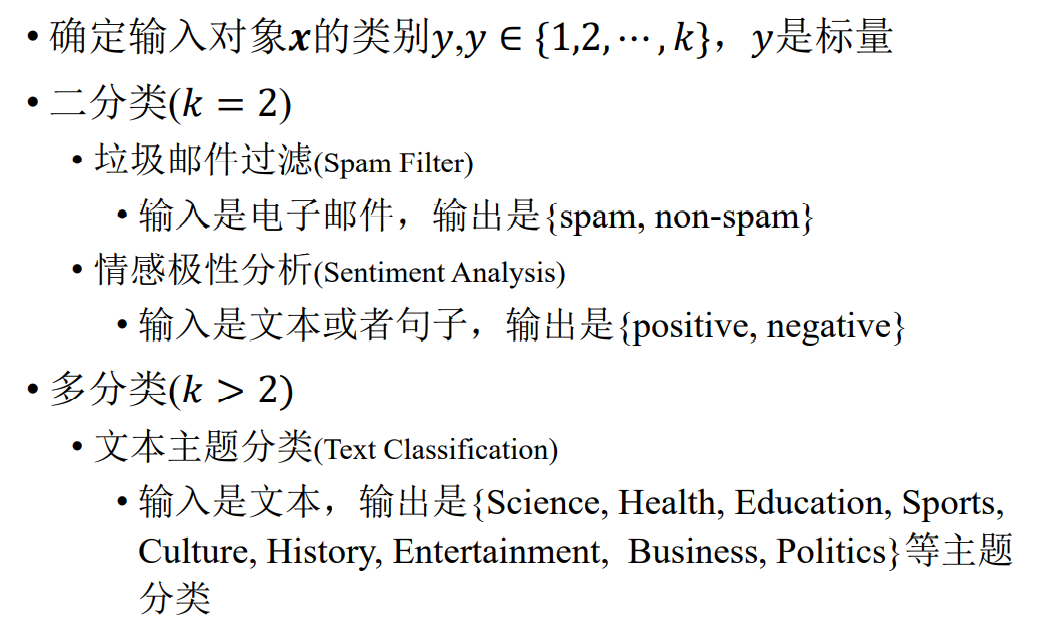 • 确定输入对象𝒙的类别𝑦,𝑦 ∈ {1,2, ⋯ , 𝑘}，𝑦是标量
• 二分类(𝑘 = 2)
• 垃圾邮件过滤(Spam Filter)
• 输入是电子邮件，输出是{spam, non-spam}
• 情感极性分析(Sentiment Analysis)
• 输入是文本或者句子，输出是{positive, negative}
• 多分类(𝑘 > 2)
• 文本主题分类(Text Classification)
• 输入是文本，输出是{Science, Health, Education, Sports,
Culture, History, Entertainment, Business, Politics}等主题
分类